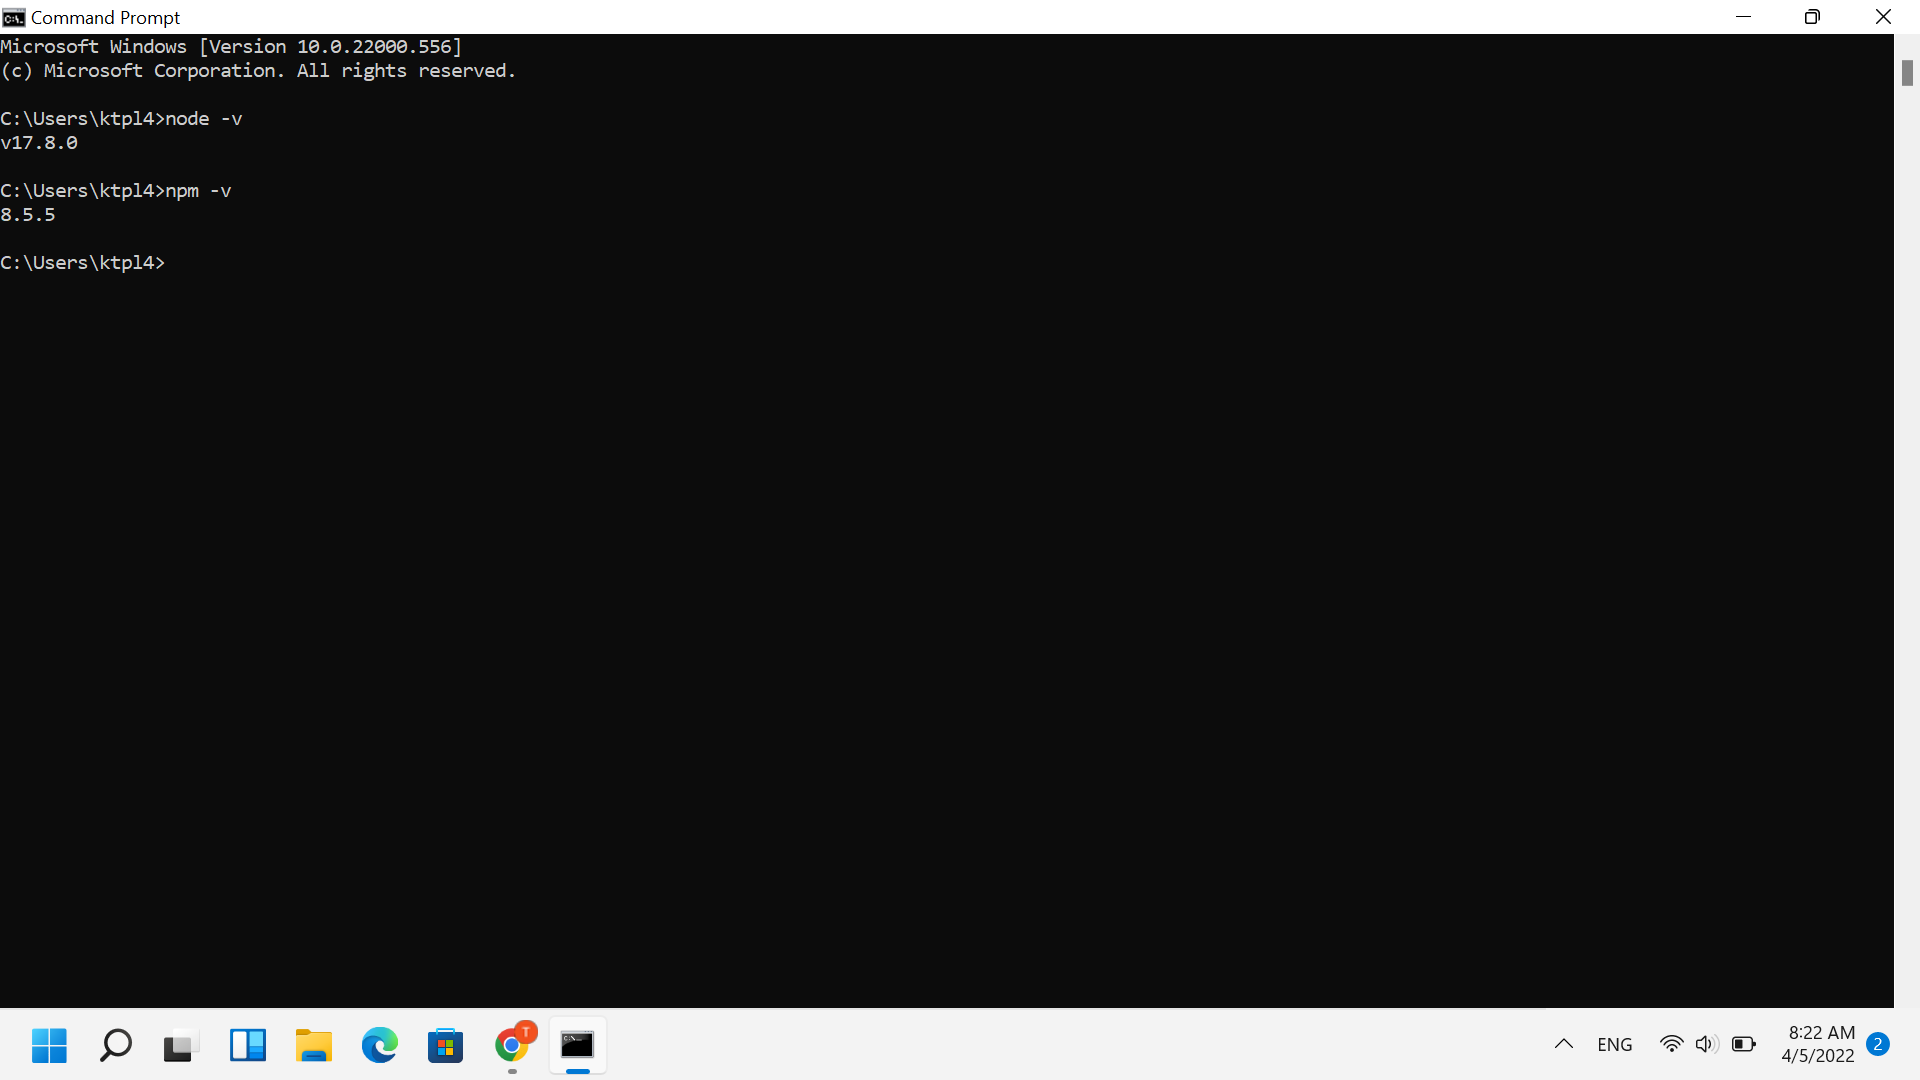 Command Prompt
Microsoft Windows [Version 10.0.22000.556]
(c) Microsoft Corporation. All rights reserved.
C:\Users\ktpl4>node -v
v17.8.0
C:\Users\ktpl4>npm -v
8.5.5
C:\Users\ktpl4>
T
ENG
8:22 AM
4/5/2022
2